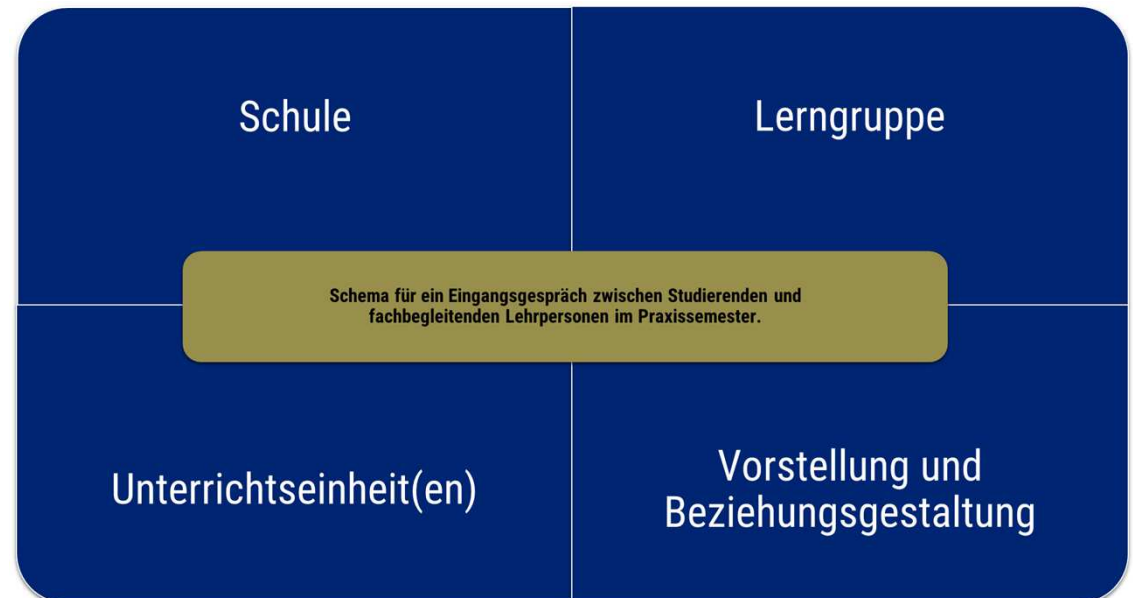 Schule
Lerngruppe
Schema für ein Eingangsgespräch zwischen Studierenden und
fachbegleitenden Lehrpersonen im Praxissemester.
Unterrichtseinheit(en)
Vorstellung und
Beziehungsgestaltung